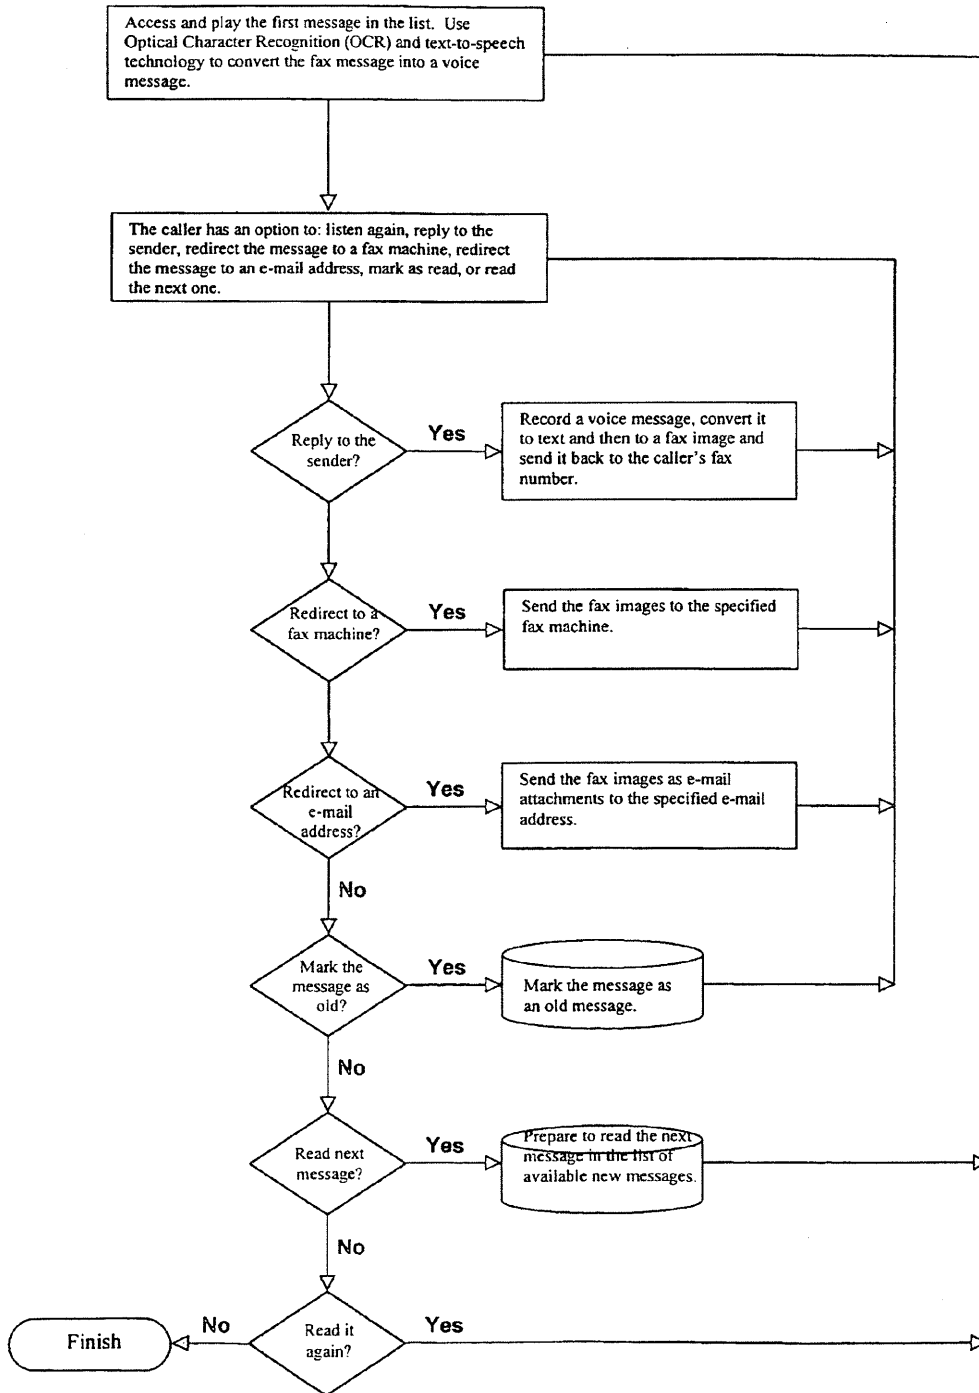 Access and play the first message in the list. Use
Optical Character Recognition (OCR) and text-to-speech
technology to convert the fax message into a voice
message.
The caller has an option to: listen again, reply to the
sender, redirect the message to a fax machine, redirect
the message to an e-mail address, mark as read, or read
the next one.
Reply to the
sender?
Yes
Record a voice message, convert it
to text and then to a fax image and
send it back to the caller's fax
number.
Redirect to a
fax machine?
Yes
Send the fax images to the specified
fax machine.
Redirect to an
e-mail
address?
Yes
Send the fax images as e-mail
attachments to the specified e-mail
address.
No
Mark the
message as
old?
Yes
Mark the message as
an old message.
No
Read next
message?
Yes
Prepare to read the next
message in the list of
available new messages.
No
Read it
again?
Yes
No
Finish